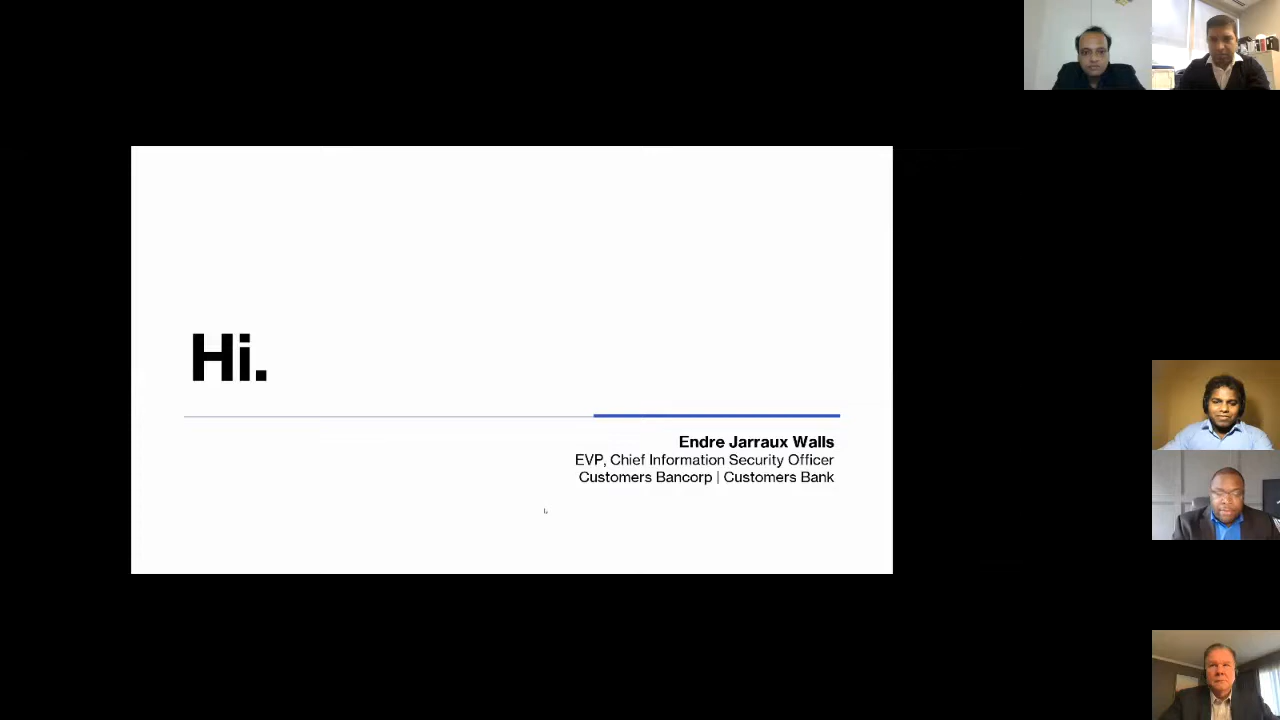 Hi.
Endre Jarraux Walls
EVP, Chief Information Security Officer
Customers Bancorp | Customers Bank